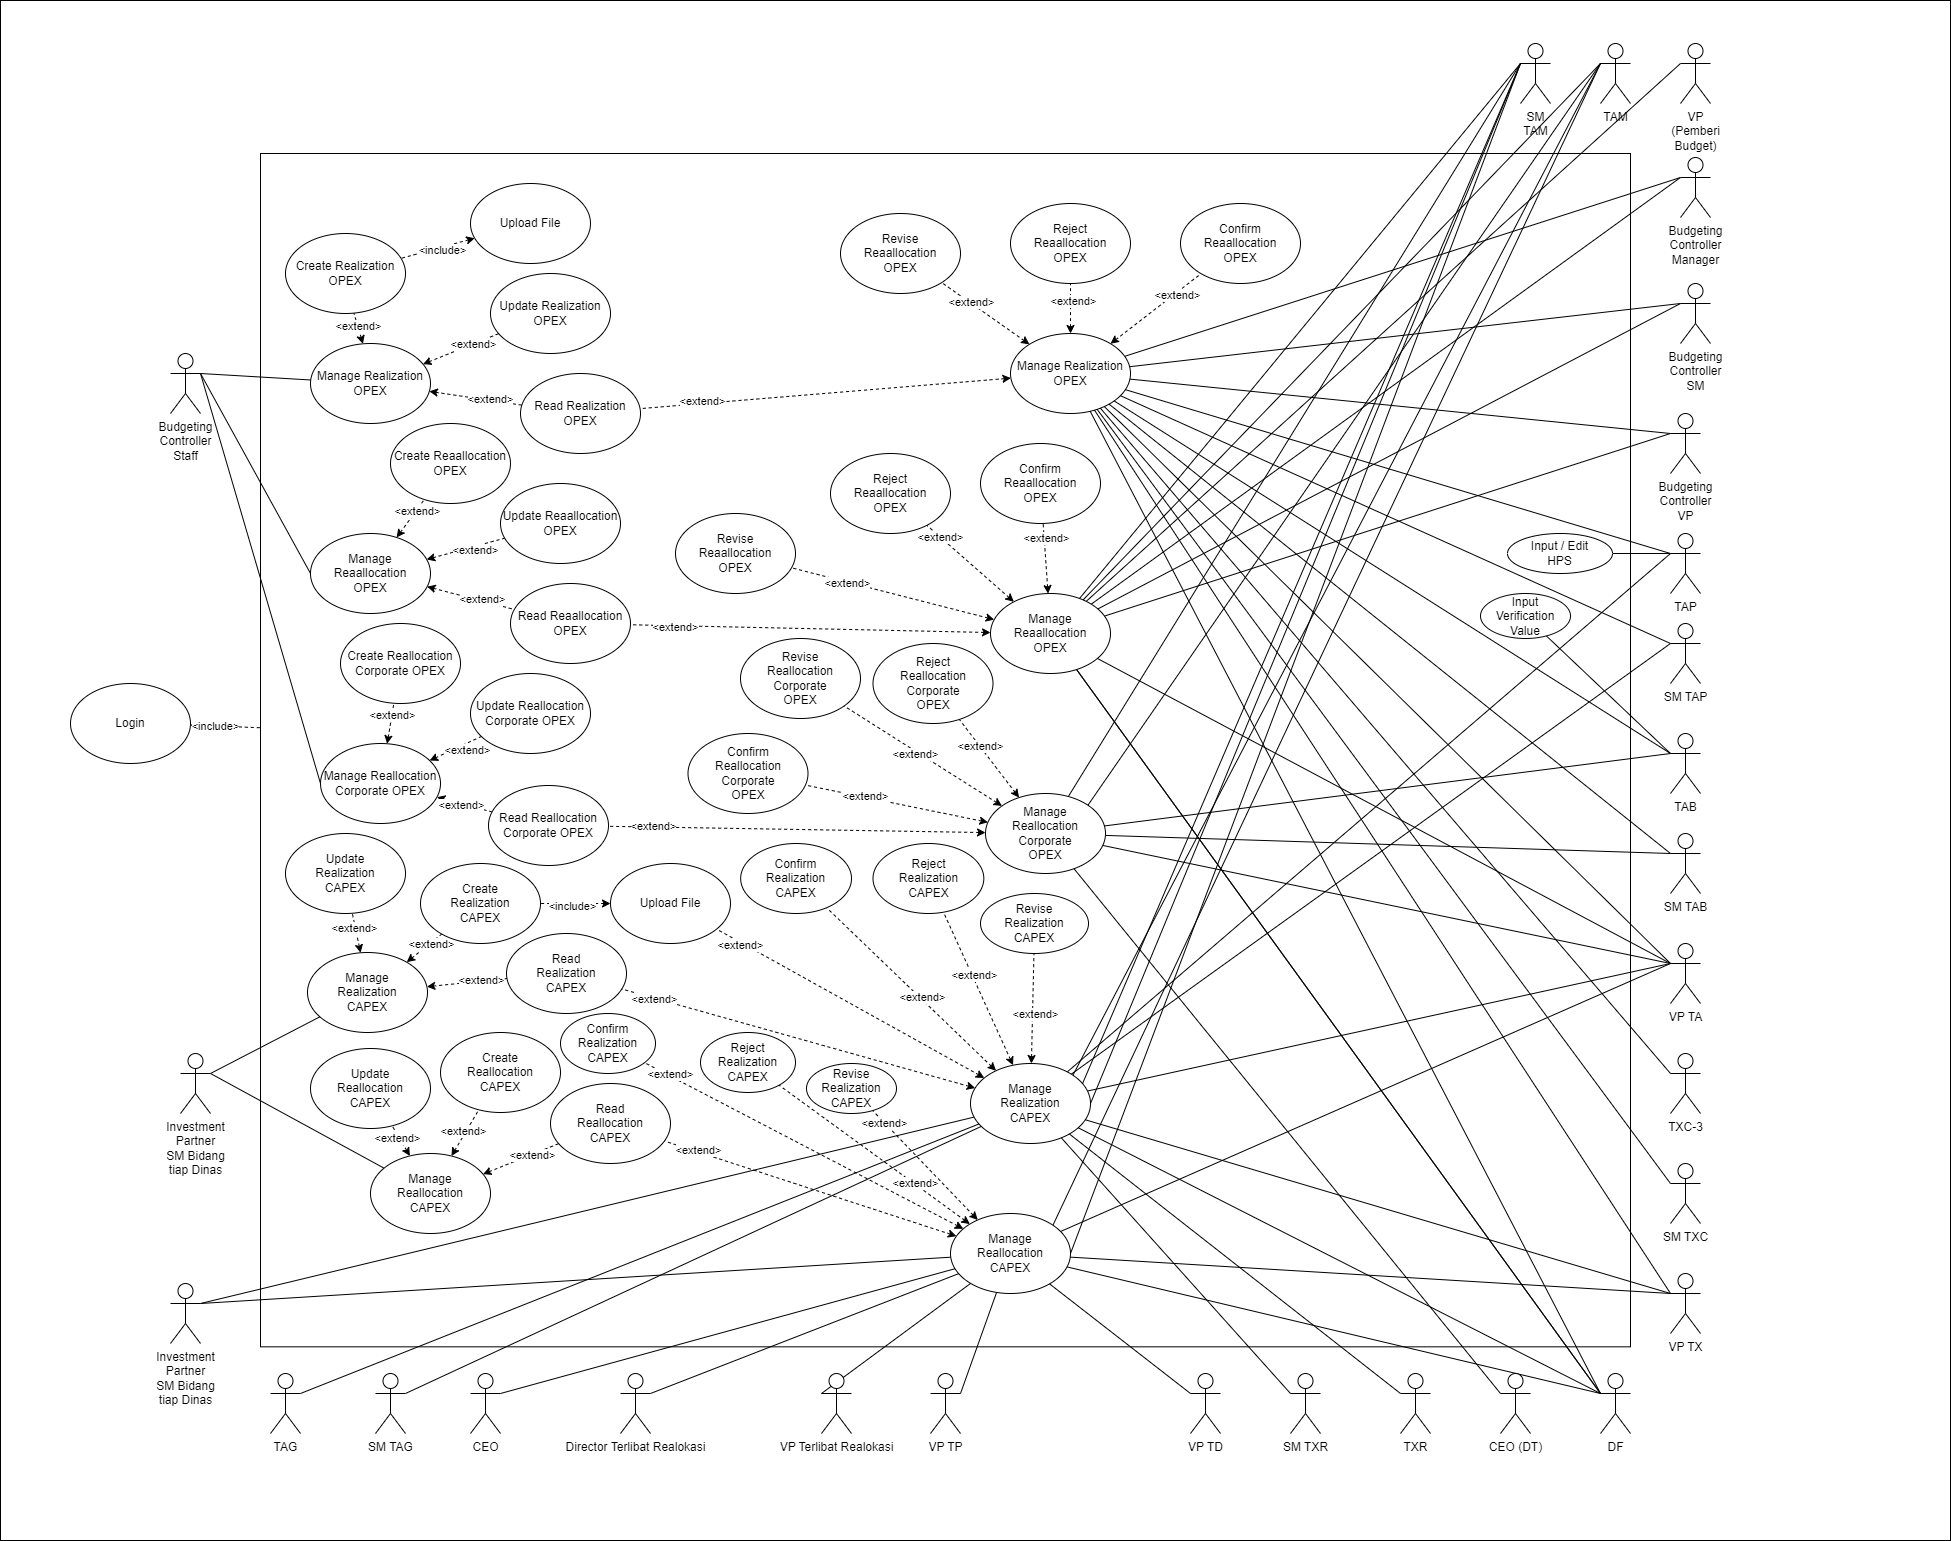 SM
TAM
TAM
VP
(Pemberi
Budget)
Upload File
<include>
Create Realization
OPEX
<extend>
Update Realization
OPEX
<extend>
Manage Realization
OPEX
<extend>
Read Realization
OPEX
<extend>
Revise
Reaallocation
OPEX
<extend>
Reject
Reaallocation
OPEX
<extend>
Confirm
Reaallocation
OPEX
<extend>
Manage Realization
OPEX
Budgeting
Controller
Manager
Budgeting
Controller
SM
Budgeting
Controller
Staff
Create Reaallocation
OPEX
<extend>
Update Reaallocation
OPEX
<extend>
Manage
Reaallocation
OPEX
<extend>
Read Reaallocation
OPEX
<extend>
Revise
Reaallocation
OPEX
<extend>
Reject
Reaallocation
OPEX
<extend>
Confirm
Reaallocation
OPEX
<extend>
Manage
Reaallocation
OPEX
Budgeting
Controller
VP
Input / Edit
HPS
TAP
Input
Verification
Value
SM TAP
Create Reallocation
Corporate OPEX
<extend>
Update Reallocation
Corporate OPEX
<extend>
Login
<include>
Manage Reallocation
Corporate OPEX
<extend>
Read Reallocation
Corporate OPEX
<extend>
Revise
Reallocation
Corporate
OPEX
<extend>
Reject
Reallocation
Corporate
OPEX
<extend>
Confirm
Reallocation
Corporate
OPEX
<extend>
Manage
Reallocation
Corporate
OPEX
TAB
SM TAB
Update
Realization
CAPEX
<extend>
Create
Realization
CAPEX
<extend>
<include>
Upload File
<extend>
Confirm
Realization
CAPEX
<extend>
Reject
Realization
CAPEX
<extend>
Revise
Realization
CAPEX
<extend>
Manage
Realization
CAPEX
<extend>
Read
Realization
CAPEX
<extend>
VP TA
Confirm
Realization
CAPEX
<extend>
Reject
Realization
CAPEX
Revise
Realization
CAPEX
<extend>
Manage
Realization
CAPEX
Update
Reallocation
CAPEX
<extend>
Create
Reallocation
CAPEX
<extend>
Read
Reallocation
CAPEX
<extend>
<extend>
<extend>
Investment
Partner
SM Bidang
tiap Dinas
TXC-3
Manage
Reallocation
CAPEX
Manage
Reallocation
CAPEX
SM TXC
VP TX
Investment
Partner
SM Bidang
tiap Dinas
TAG
SM TAG
CEO
Director Terlibat Realokasi
VP Terlibat Realokasi
VP TP
VP TD
SM TXR
TXR
CEO (DT)
DF